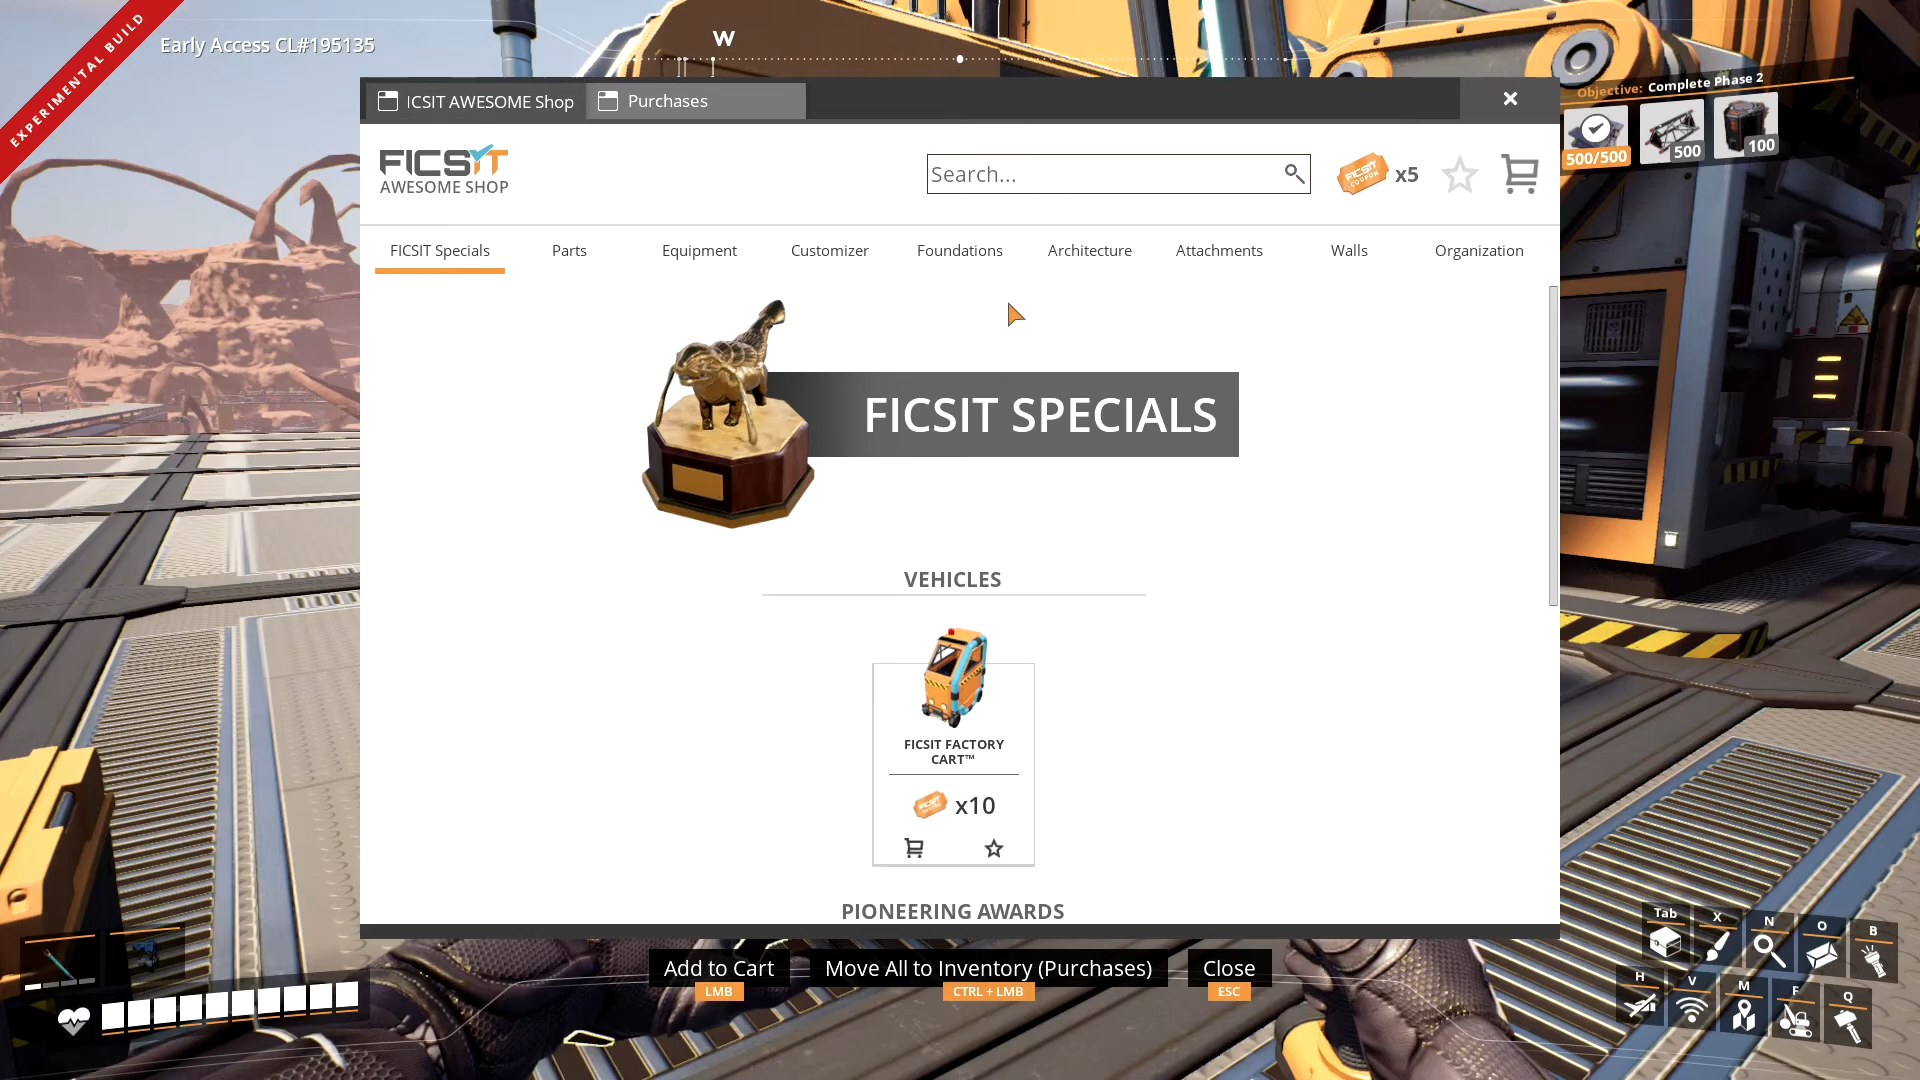 EXPERIMENTAL BUILD
Early Access CL#195135
W
Objective: Complete Phase 2
500/500
500
100
ICSIT AWESOME Shop
Purchases
FICSIT
AWESOME SHOP
Search...
FICSIT
COUPON
x5
FICSIT Specials
Parts
Equipment
Customizer
Foundations
Architecture
Attachments
Walls
Organization
FICSIT SPECIALS
VEHICLES
FICSIT FACTORY
CART™
x10
PIONEERING AWARDS
Add to Cart
Move All to Inventory (Purchases)
Close
LMB
CTRL + LMB
ESC
Tab
X
N
O
B
H
V
M
F
Q